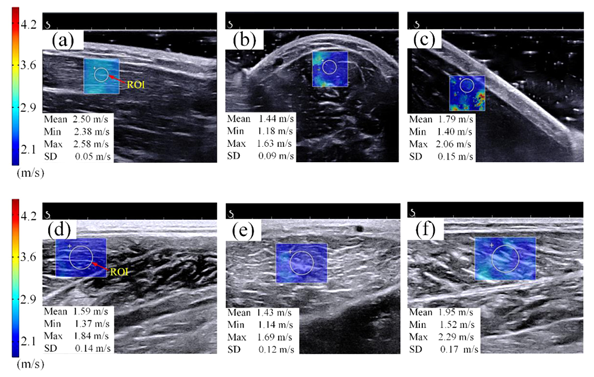 4.2
3.6
2.9
2.1
(m/s)
S
(a)
ROI
Mean 2.50 m/s
Min 2.38 m/s
Max 2.58 m/s
SD 0.05 m/s
S
(b)
Mean 1.44 m/s
Min 1.18 m/s
Max 1.63 m/s
SD 0.09 m/s
S
(c)
Mean 1.79 m/s
Min 1.40 m/s
Max 2.06 m/s
SD 0.15 m/s
4.2
3.6
2.9
2.1
(m/s)
S
(d)
ROI
Mean 1.59 m/s
Min 1.37 m/s
Max 1.84 m/s
SD 0.14 m/s
S
(e)
Mean 1.43 m/s
Min 1.14 m/s
Max 1.69 m/s
SD 0.12 m/s
S
(f)
Mean 1.95 m/s
Min 1.52 m/s
Max 2.29 m/s
SD 0.17 m/s